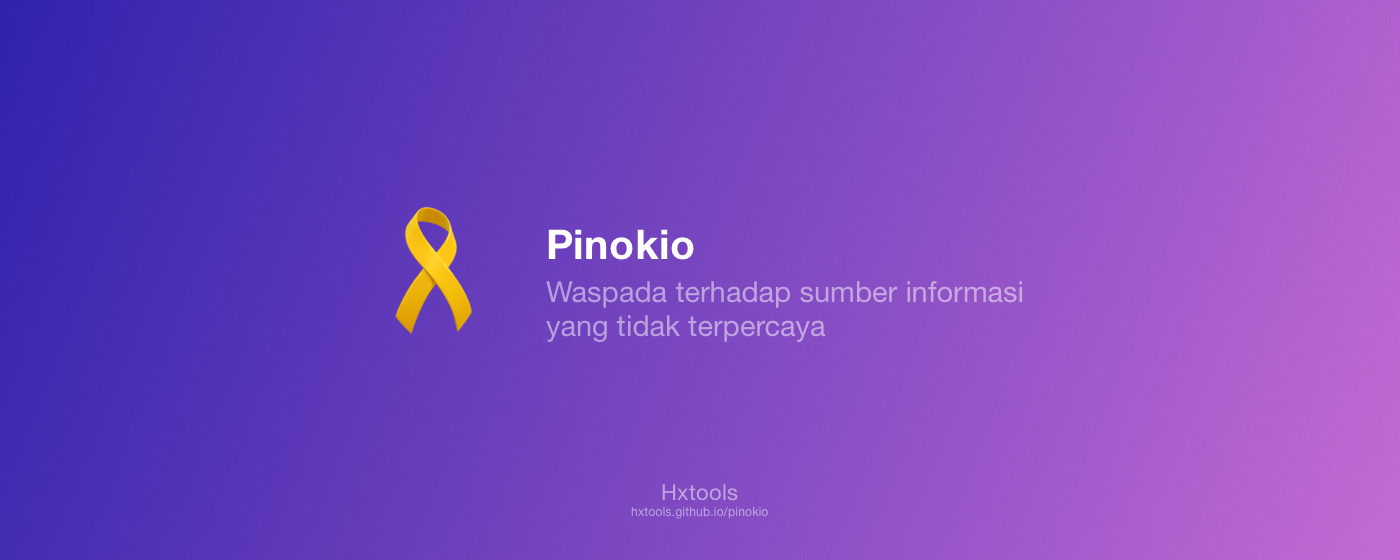 Pinokio
Waspada terhadap sumber informasi
yang tidak terpercaya
Hxtools
hxtools.github.io/pinokio